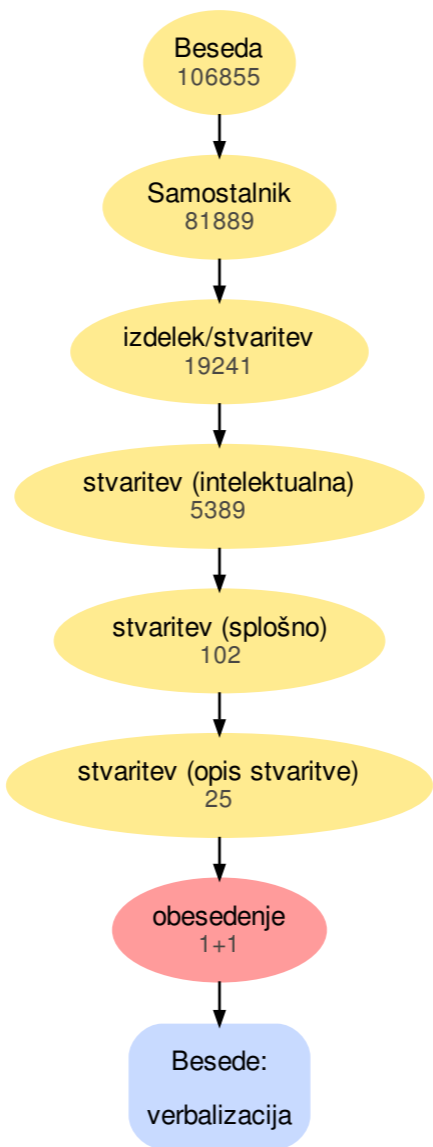 Beseda
106855
Samostalnik
81889
izdelek/stvaritev
19241
stvaritev (intelektualna)
5389
stvaritev (splošno)
102
stvaritev (opis stvaritve)
25
obesedenje
1+1
Besede:
verbalizacija